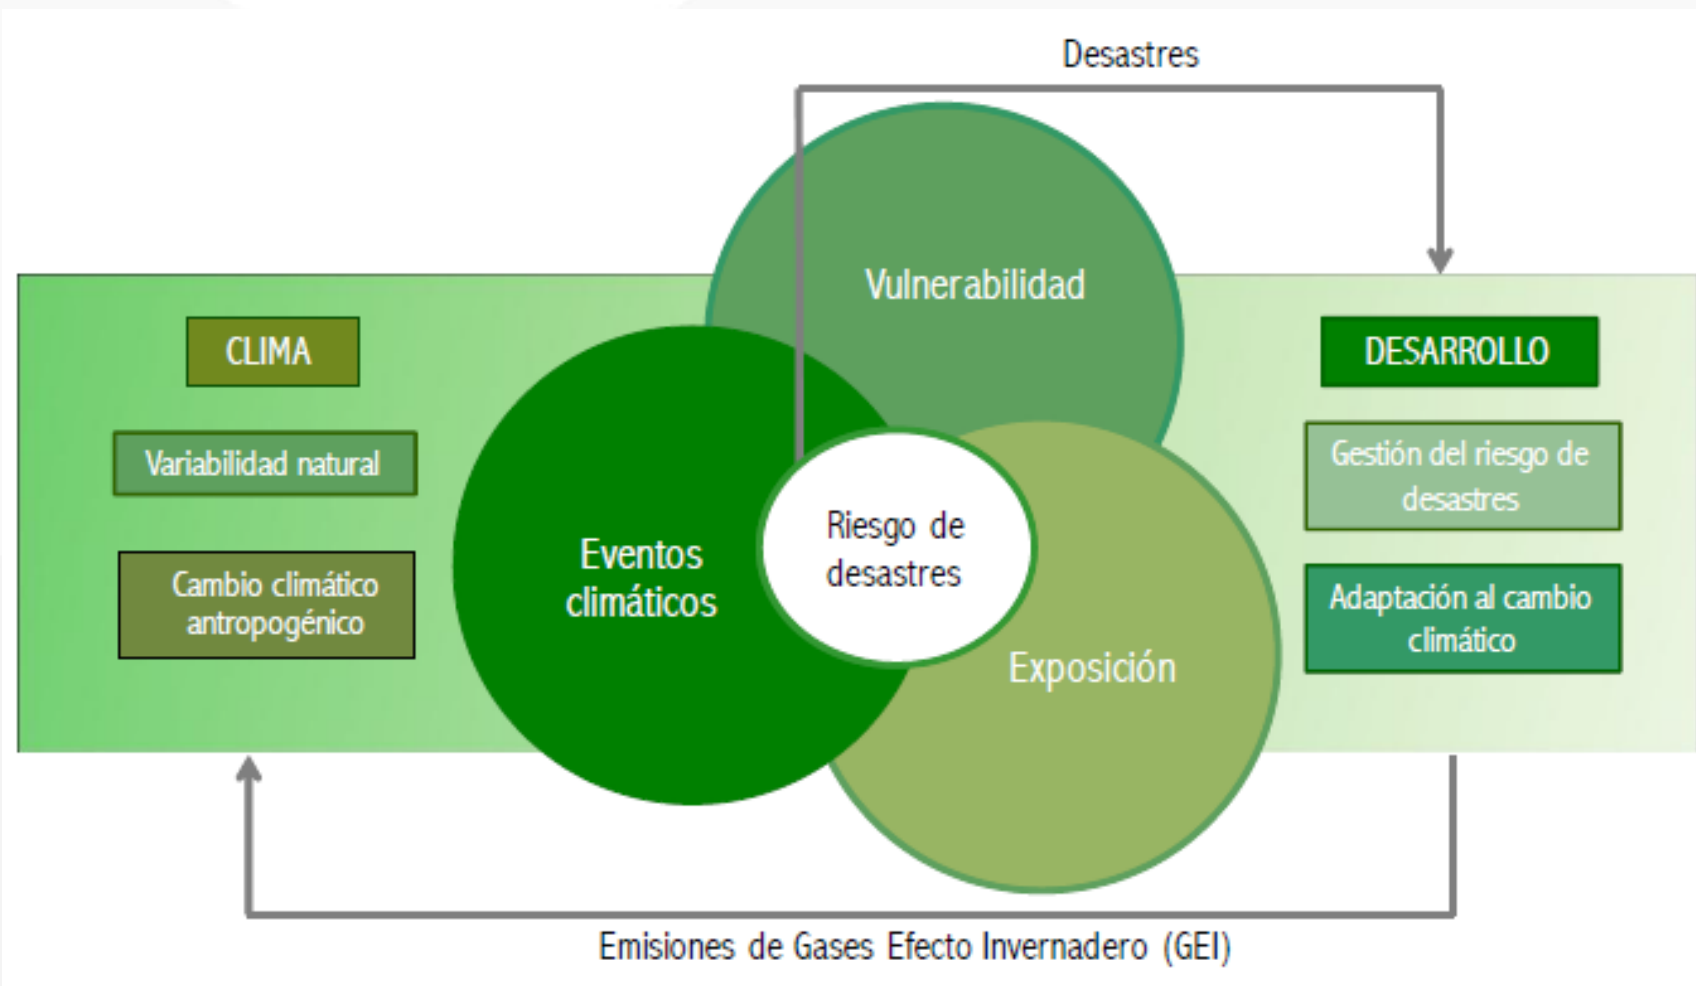 Desastres
Vulnerabilidad
CLIMA
Variabilidad natural
Cambio climático
antropogénico
Eventos
climáticos
Riesgo de
desastres
Exposición
DESARROLLO
Gestión del riesgo de
desastres
Adaptación al cambio
climático
Emisiones de Gases Efecto Invernadero (GEI)